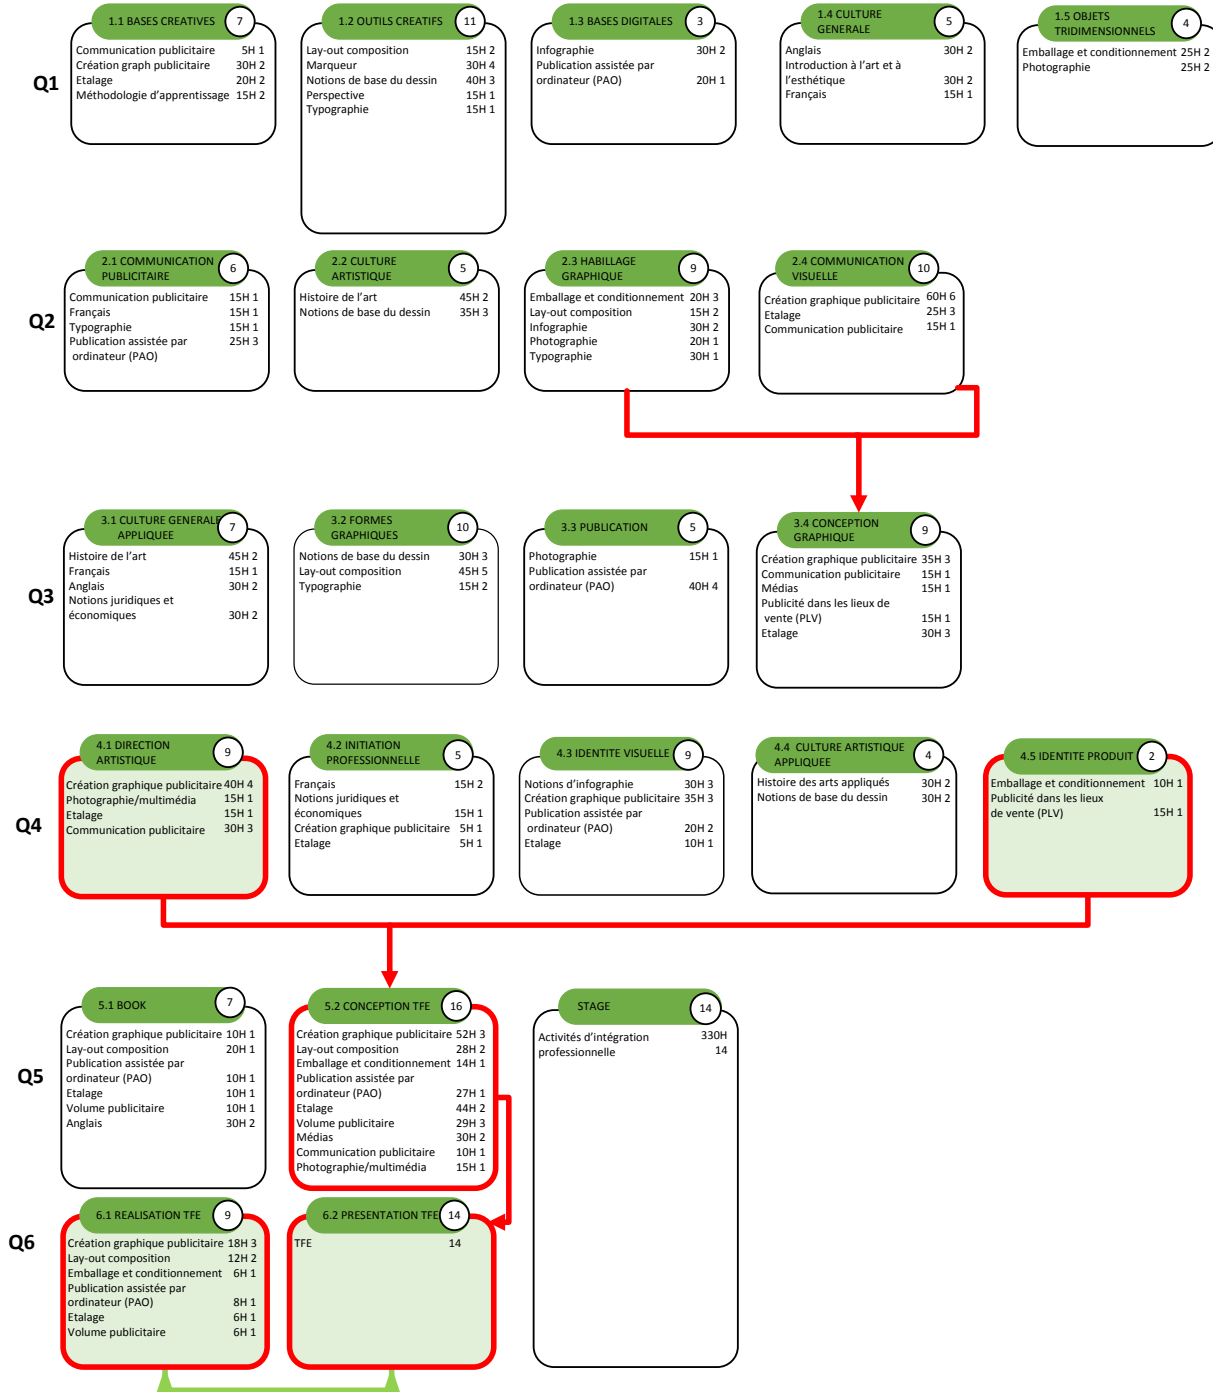 Q1
1.1 BASES CREATIVES 7
Communication publicitaire 5H 1
Création graph publicitaire 30H 2
Etalage 20H 2
Méthodologie d'apprentissage 15H 2
1.2 OUTILS CREATIFS 11
Lay-out composition 15H 2
Marqueur 30H 4
Notions de base du dessin 40H 3
Perspective 15H 1
Typographie 15H 1
1.3 BASES DIGITALES 3
Infographie 30H 2
Publication assistée par
ordinateur (PAO) 20H 1
1.4 CULTURE
GENERALE 5
Anglais 30H 2
Introduction à l'art et à
l'esthétique 30H 2
Français 15H 1
1.5 OBJETS
TRIDIMENSIONNELS 4
Emballage et conditionnement 25H 2
Photographie 25H 2
Q2
2.1 COMMUNICATION
PUBLICITAIRE 6
Communication publicitaire 15H 1
Français 15H 1
Typographie 15H 1
Publication assistée par 25H 3
ordinateur (PAO)
2.2 CULTURE
ARTISTIQUE 5
Histoire de l'art 45H 2
Notions de base du dessin 35H 3
2.3 HABILLAGE
GRAPHIQUE 9
Emballage et conditionnement 20H 3
Lay-out composition 15H 2
Infographie 30H 2
Photographie 20H 1
Typographie 30H 1
2.4 COMMUNICATION
VISUELLE 10
Création graphique publicitaire 60H 6
Etalage 25H 3
Communication publicitaire 15H 1
Q3
3.1 CULTURE GENERALE
APPLIQUEE 7
Histoire de l'art 45H 2
Français 15H 1
Anglais 30H 2
Notions juridiques et
économiques 30H 2
3.2 FORMES
GRAPHIQUES 10
Notions de base du dessin 30H 3
Lay-out composition 45H 5
Typographie 15H 2
3.3 PUBLICATION 5
Photographie 15H 1
Publication assistée par
ordinateur (PAO) 40H 4
3.4 CONCEPTION
GRAPHIQUE 9
Création graphique publicitaire 35H 3
Communication publicitaire 15H 1
Médias 15H 1
Publicité dans les lieux de
vente (PLV) 15H 1
Etalage 30H 3
Q4
4.1 DIRECTION
ARTISTIQUE 9
Création graphique publicitaire 40H 4
Photographie/multimédia 15H 1
Etalage 15H 1
Communication publicitaire 30H 3
4.2 INITIATION
PROFESSIONNELLE 5
Français 15H 2
Notions juridiques et
économiques 15H 1
Création graphique publicitaire 5H 1
Etalage 5H 1
4.3 IDENTITE VISUELLE 9
Notions d'infographie 30H 3
Création graphique publicitaire 35H 3
Publication assistée par
ordinateur (PAO) 20H 2
Etalage 10H 1
4.4 CULTURE ARTISTIQUE
APPLIQUEE 4
Histoire des arts appliqués 30H 2
Notions de base du dessin 30H 2
4.5 IDENTITE PRODUIT 2
Emballage et conditionnement 10H 1
Publicité dans les lieux
de vente (PLV) 15H 1
Q5
5.1 BOOK 7
Création graphique publicitaire 10H 1
Lay-out composition 20H 1
Publication assistée par
ordinateur (PAO) 10H 1
Etalage 10H 1
Volume publicitaire 10H 1
Anglais 30H 2
5.2 CONCEPTION TFE 16
Création graphique publicitaire 52H 3
Lay-out composition 28H 2
Emballage et conditionnement 14H 1
Publication assistée par
ordinateur (PAO) 27H 1
Etalage 44H 2
Volume publicitaire 29H 3
Médias 30H 2
Communication publicitaire 10H 1
Photographie/multimédia 15H 1
STAGE 14
Activités d'intégration 330H
professionnelle 14
Q6
6.1 REALISATION TFE 9
Création graphique publicitaire 18H 3
Lay-out composition 12H 2
Emballage et conditionnement 6H 1
Publication assistée par
ordinateur (PAO) 8H 1
Etalage 6H 1
Volume publicitaire 6H 1
6.2 PRESENTATION TFE 14
TFE 14